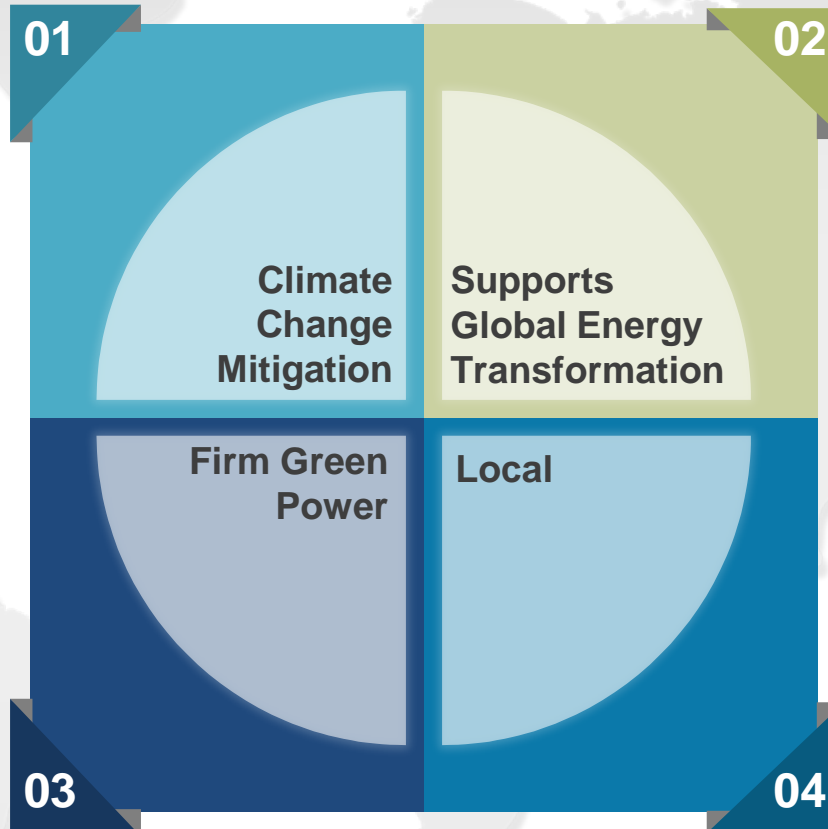 01
Climate
Change
Mitigation
02
Supports
Global Energy
Transformation
Firm Green
Power
03
Local
04